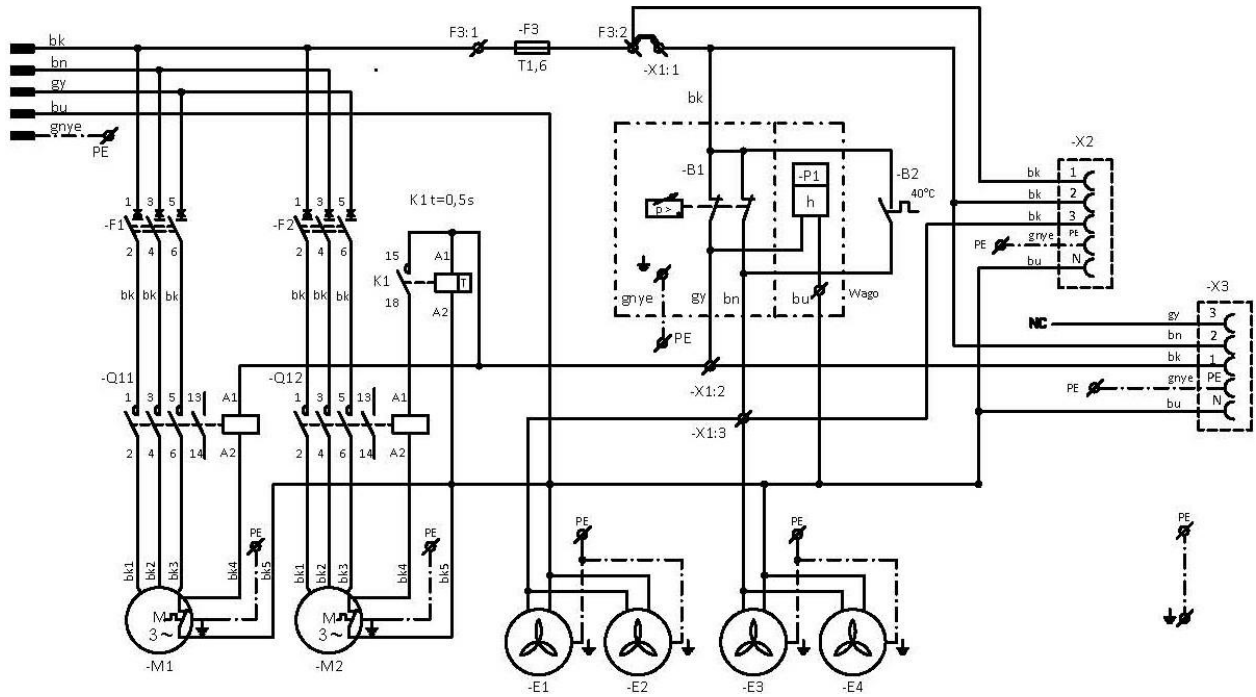 F3:1
-F3
F3:2
T1,6
-X1:1
bk
bn
gy
bu
gnye
PE
bk
-X2
-B1
-P1
-B2
40°C
h
p >
bk 1
bk 2
bk 3
PE gnye PE
bu N
K1 t=0,5s
1 3 5
-F1
2 4 6
1 3 5
-F2
2 4 6
15
K1
18
A1
T
A2
bk bk bk
bk bk bk
gnye
PE
gy
bn
bu
Wago
-X3
NC
gy 3
bn 2
bk 1
PE gnye PE
bu N
-X1:2
-X1:3
-Q11
1 3 5 13 A1
2 4 6 14 A2
-Q12
1 3 5 13 A1
2 4 6 14 A2
PE
PE
PE
PE
PE
bk1 bk2 bk3 bk4 bk5
bk1 bk2 bk3 bk4 bk5
M
3 ~
M
3 ~
-M1
-M2
-E1
-E2
-E3
-E4